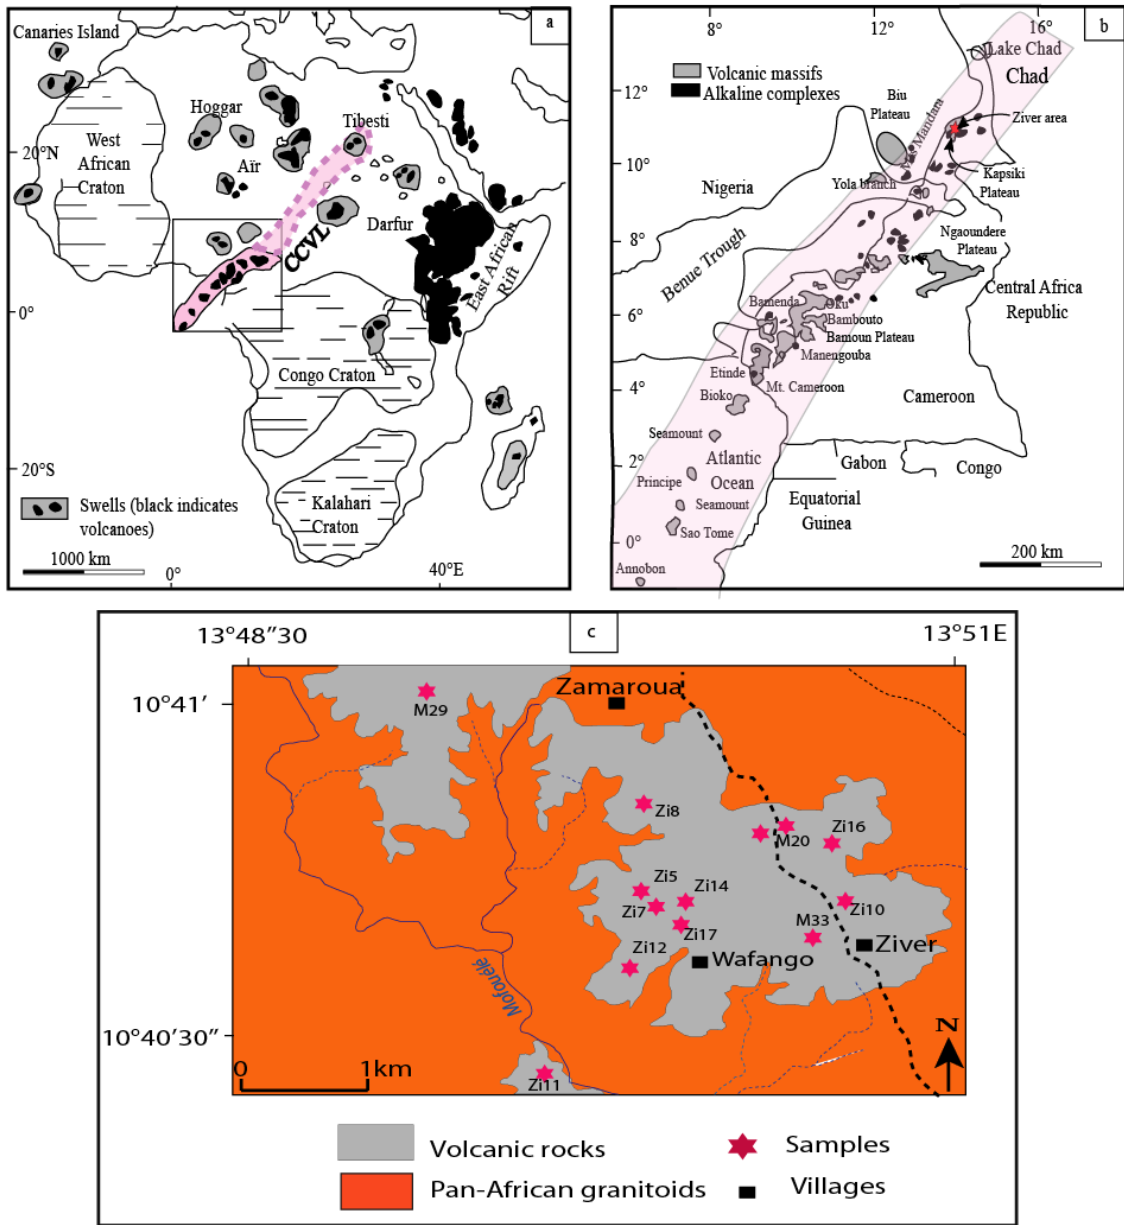 a
Canaries Island
Hoggar
Tibesti
West
African
Craton
20°N
Aïr
Darfur
CCVL
East African
Rift
0°
Congo Craton
20°S
Kalahari
Craton
Swells (black indicates
volcanoes)
1000 km
0°
40°E
b
8°
12°
16°
Lake Chad
Chad
Volcanic massifs
Alkaline complexes
12°
Biu
Plateau
Mts Mandara
Ziver area
10°
Kapsiki
Plateau
Nigeria
Yola branch
8°
Ngaoundere
Plateau
Benue Trough
Central Africa
Republic
Bamenda
Oku
6°
Bambouto
Bamoun Plateau
Manengouba
Etinde
4°
Mt. Cameroon
Bioko
Cameroon
Seamount
2°
Atlantic
Ocean
Gabon
Congo
Principe
Seamount
Equatorial
Guinea
Sao Tome
0°
200 km
Annobon
c
13°48"30
13°51E
Zamaroua
10°41'
M29
Zi8
M20
Zi16
Zi5
Zi14
Zi7
Zi10
M33
Zi17
Zi12
Ziver
Wafango
Mofouélé
10°40'30"
N
0
1km
Zi11
Volcanic rocks
Samples
Pan-African granitoids
Villages